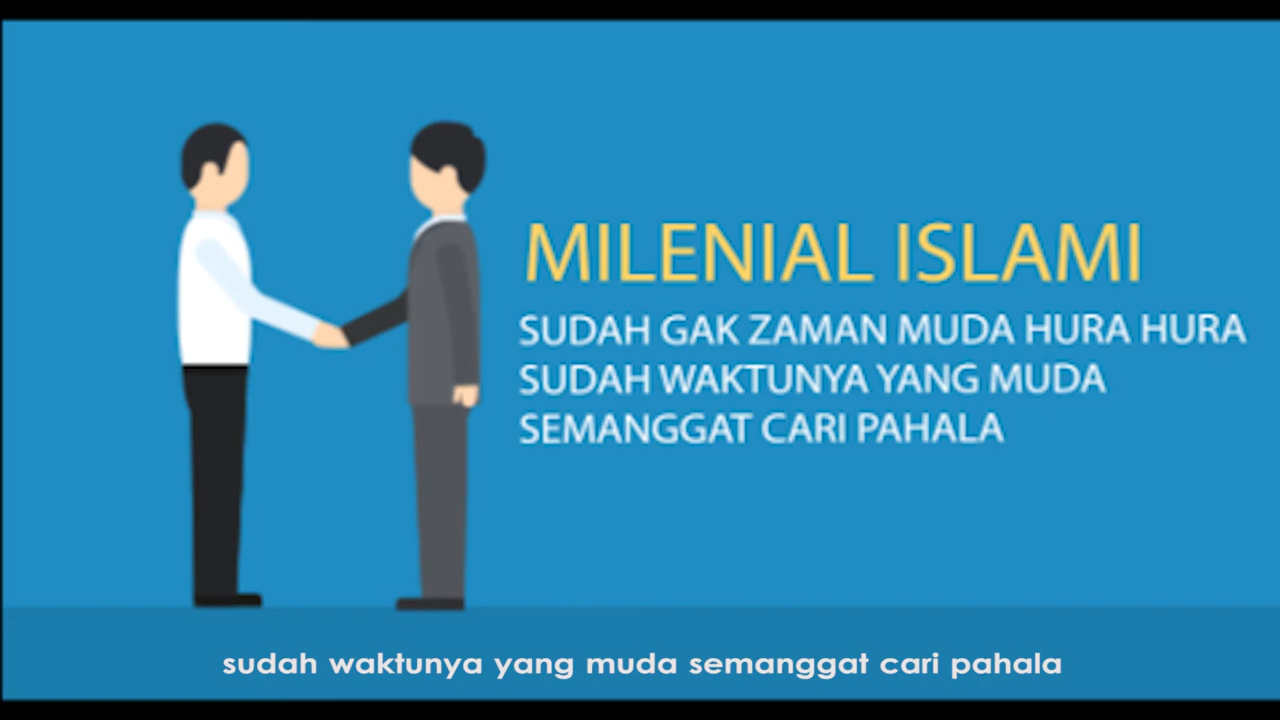 MILENIAL ISLAMI
SUDAH GAK ZAMAN MUDA HURA HURA
SUDAH WAKTUNYA YANG MUDA
SEMANGGAT CARI PAHALA
sudah waktunya yang muda semanggat cari pahala